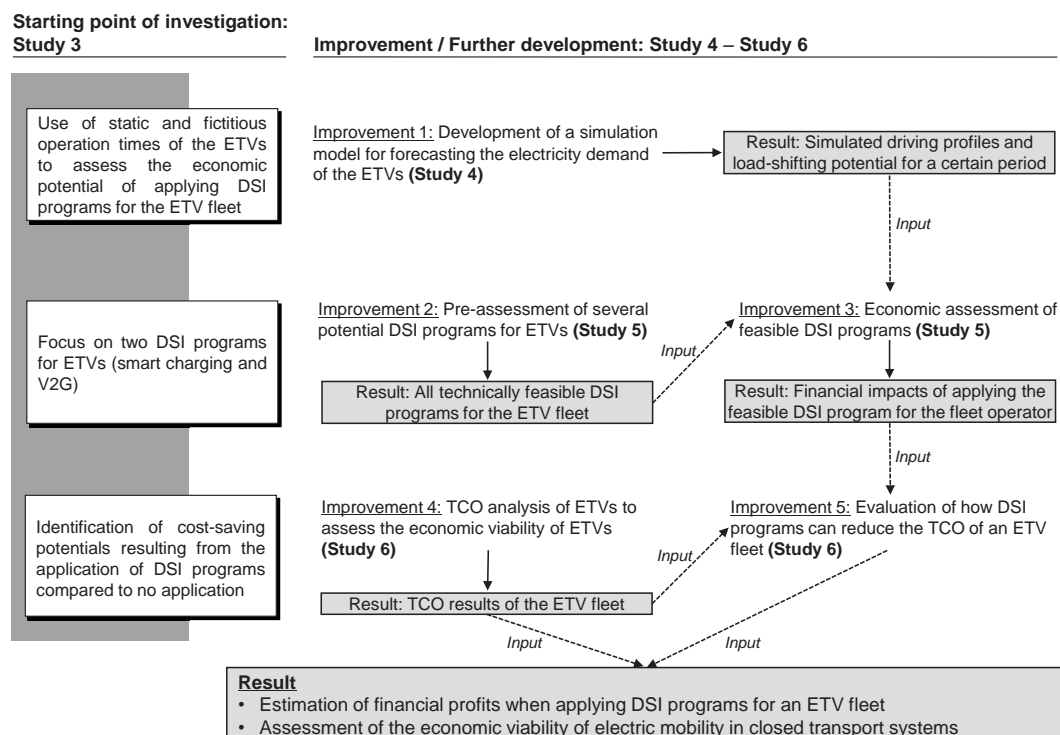 Starting point of investigation:
Study 3
Improvement / Further development: Study 4 – Study 6
Use of static and fictitious
operation times of the ETVs
to assess the economic
potential of applying DSI
programs for the ETV fleet
Improvement 1: Development of a simulation
model for forecasting the electricity demand
of the ETVs (Study 4)
Result: Simulated driving profiles and
load-shifting potential for a certain period
Input
Focus on two DSI programs
for ETVs (smart charging and
V2G)
Improvement 2: Pre-assessment of several
potential DSI programs for ETVs (Study 5)
Result: All technically feasible DSI
programs for the ETV fleet
Input
Improvement 3: Economic assessment of
feasible DSI programs (Study 5)
Result: Financial impacts of applying the
feasible DSI program for the fleet operator
Input
Identification of cost-saving
potentials resulting from the
application of DSI programs
compared to no application
Improvement 4: TCO analysis of ETVs to
assess the economic viability of ETVs
(Study 6)
Result: TCO results of the ETV fleet
Input
Improvement 5: Evaluation of how DSI
programs can reduce the TCO of an ETV
fleet (Study 6)
Input
Input
Result
• Estimation of financial profits when applying DSI programs for an ETV fleet
• Assessment of the economic viability of electric mobility in closed transport systems